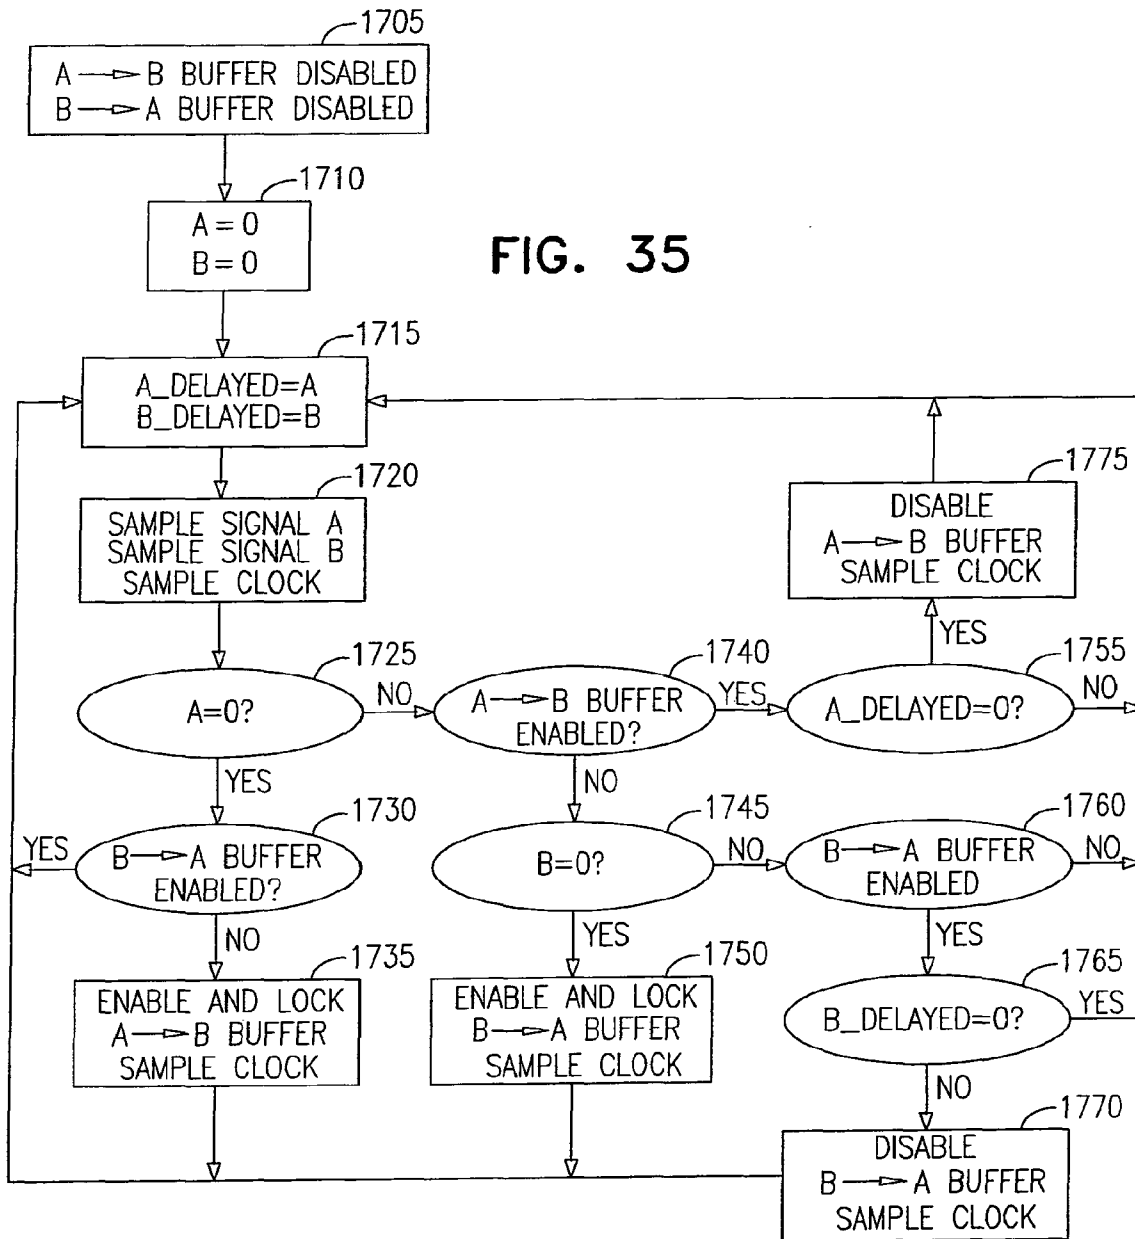 1705
A → B BUFFER DISABLED
B → A BUFFER DISABLED
1710
A = 0
B = 0
FIG. 35
1715
A_DELAYED=A
B_DELAYED=B
1720
SAMPLE SIGNAL A
SAMPLE SIGNAL B
SAMPLE CLOCK
1775
DISABLE
A → B BUFFER
SAMPLE CLOCK
YES
1725
A=0?
NO
1740
A → B BUFFER
ENABLED?
YES
1755
A_DELAYED=0?
NO
YES
NO
1730
B → A BUFFER
ENABLED?
YES
1745
B=0?
NO
1760
B → A BUFFER
ENABLED
NO
NO
YES
YES
1735
ENABLE AND LOCK
A → B BUFFER
SAMPLE CLOCK
1750
ENABLE AND LOCK
B → A BUFFER
SAMPLE CLOCK
1765
B_DELAYED=0?
YES
NO
1770
DISABLE
B → A BUFFER
SAMPLE CLOCK